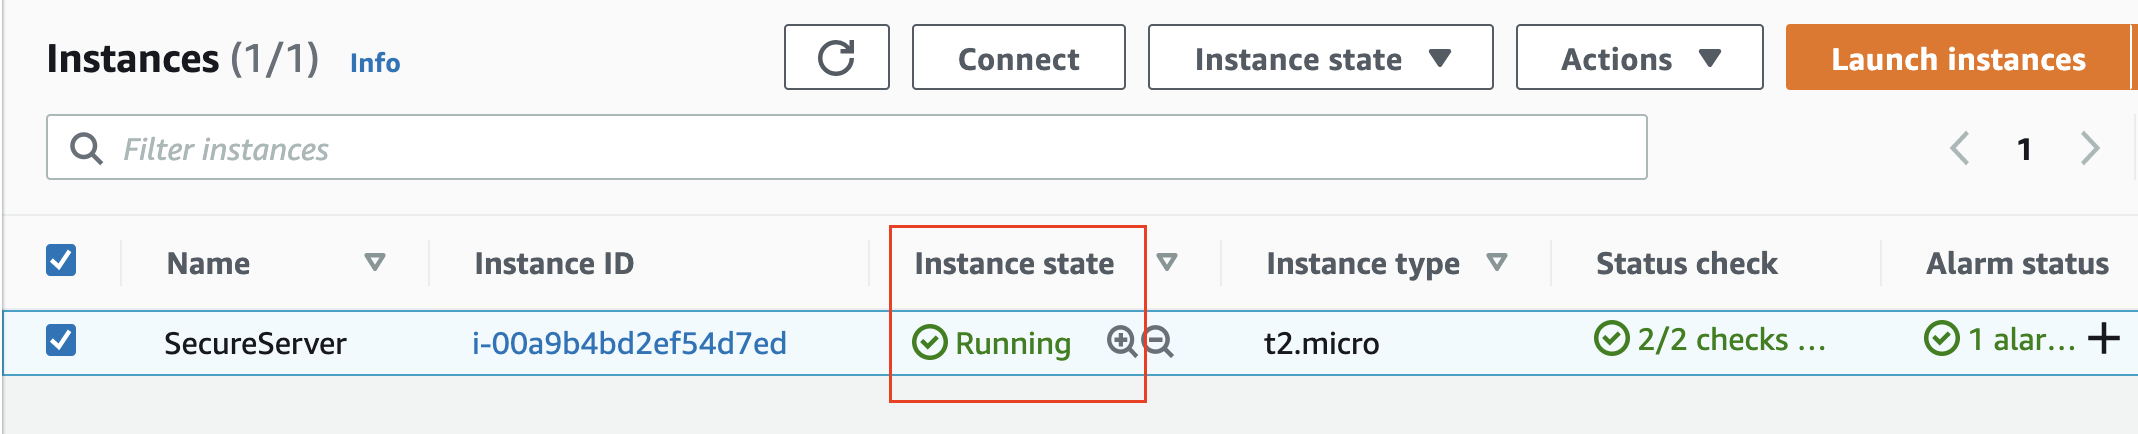 Instances (1/1) Info Connect Instance state Actions Launch instances
Filter instances 1
Name Instance ID Instance state Instance type Status check Alarm status
SecureServer i-00a9b4bd2ef54d7ed Running t2.micro 2/2 checks ... 1 alar...